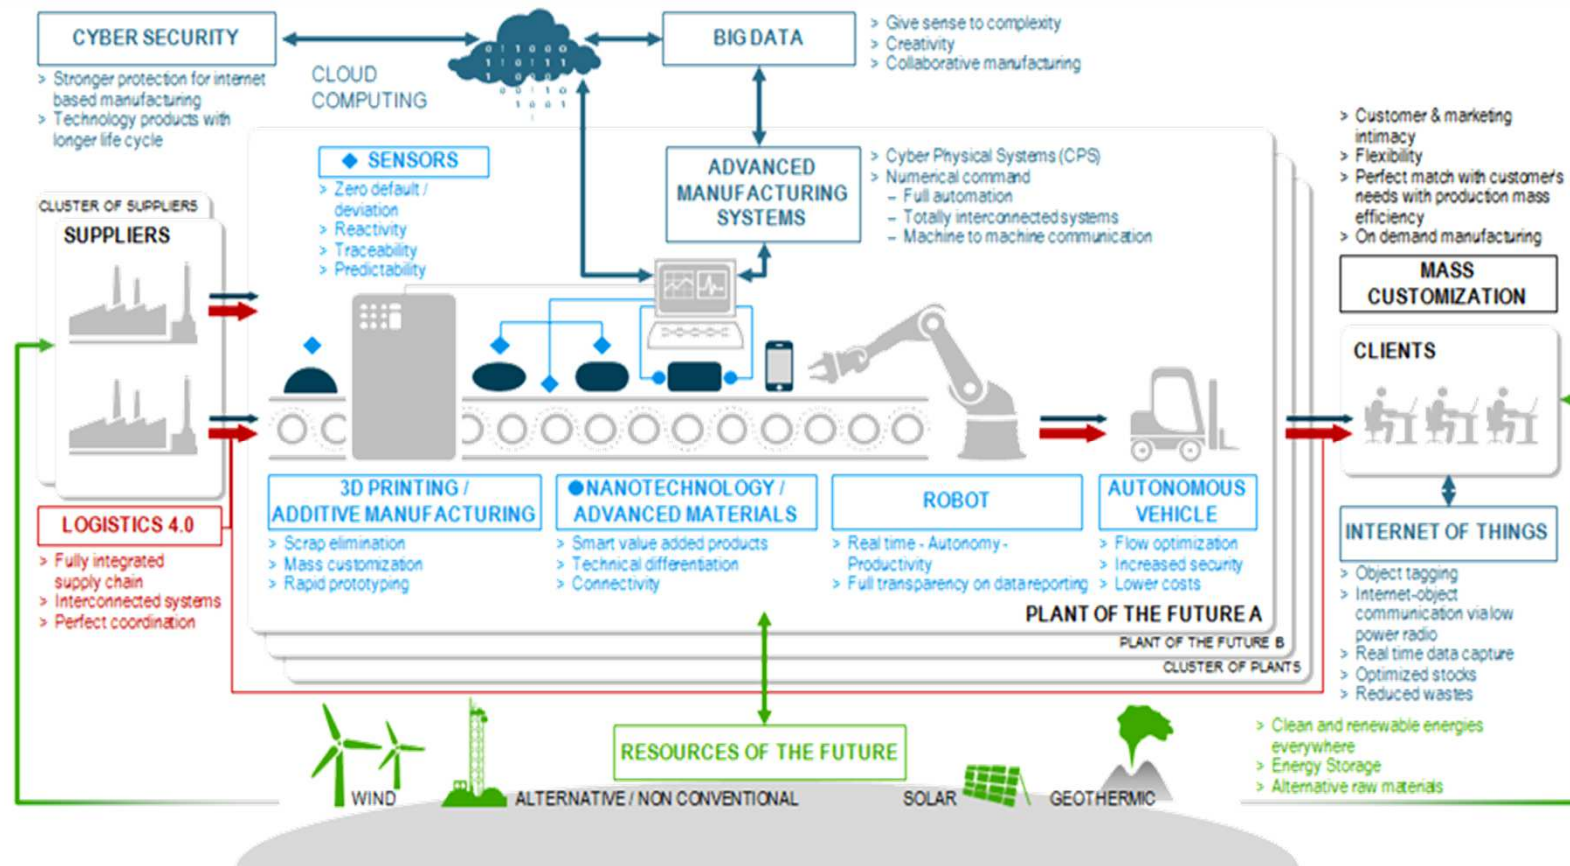 CYBER SECURITY
> Stronger protection for internet
based manufacturing
> Technology products with
longer life cycle
CLOUD
COMPUTING
0 1 1 0 0 0
BIG DATA
> Give sense to complexity
> Creativity
> Collaborative manufacturing
◆ SENSORS
> Zero default /
deviation
> Reactivity
> Traceability
> Predictability
ADVANCED
MANUFACTURING
SYSTEMS
> Cyber Physical Systems (CPS)
> Numerical command
– Full automation
– Totally interconnected systems
– Machine to machine communication
> Customer & marketing
intimacy
> Flexibility
> Perfect match with customer's
needs with production mass
efficiency
> On demand manufacturing
MASS
CUSTOMIZATION
CLUSTER OF SUPPLIERS
SUPPLIERS
CLIENTS
LOGISTICS 4.0
> Fully integrated
supply chain
> Interconnected systems
> Perfect coordination
3D PRINTING /
ADDITIVE MANUFACTURING
> Scrap elimination
> Mass customization
> Rapid prototyping
●NANOTECHNOLOGY /
ADVANCED MATERIALS
> Smart value added products
> Technical differentiation
> Connectivity
ROBOT
> Real time - Autonomy -
Productivity
> Full transparency on data reporting
AUTONOMOUS
VEHICLE
> Flow optimization
> Increased security
> Lower costs
INTERNET OF THINGS
> Object tagging
> Internet-object
communication via low
power radio
> Real time data capture
> Optimized stocks
> Reduced wastes
PLANT OF THE FUTURE A
PLANT OF THE FUTURE B
CLUSTER OF PLANTS
RESOURCES OF THE FUTURE
> Clean and renewable energies
everywhere
> Energy Storage
> Alternative raw materials
WIND
ALTERNATIVE / NON CONVENTIONAL
SOLAR
GEOTHERMIC